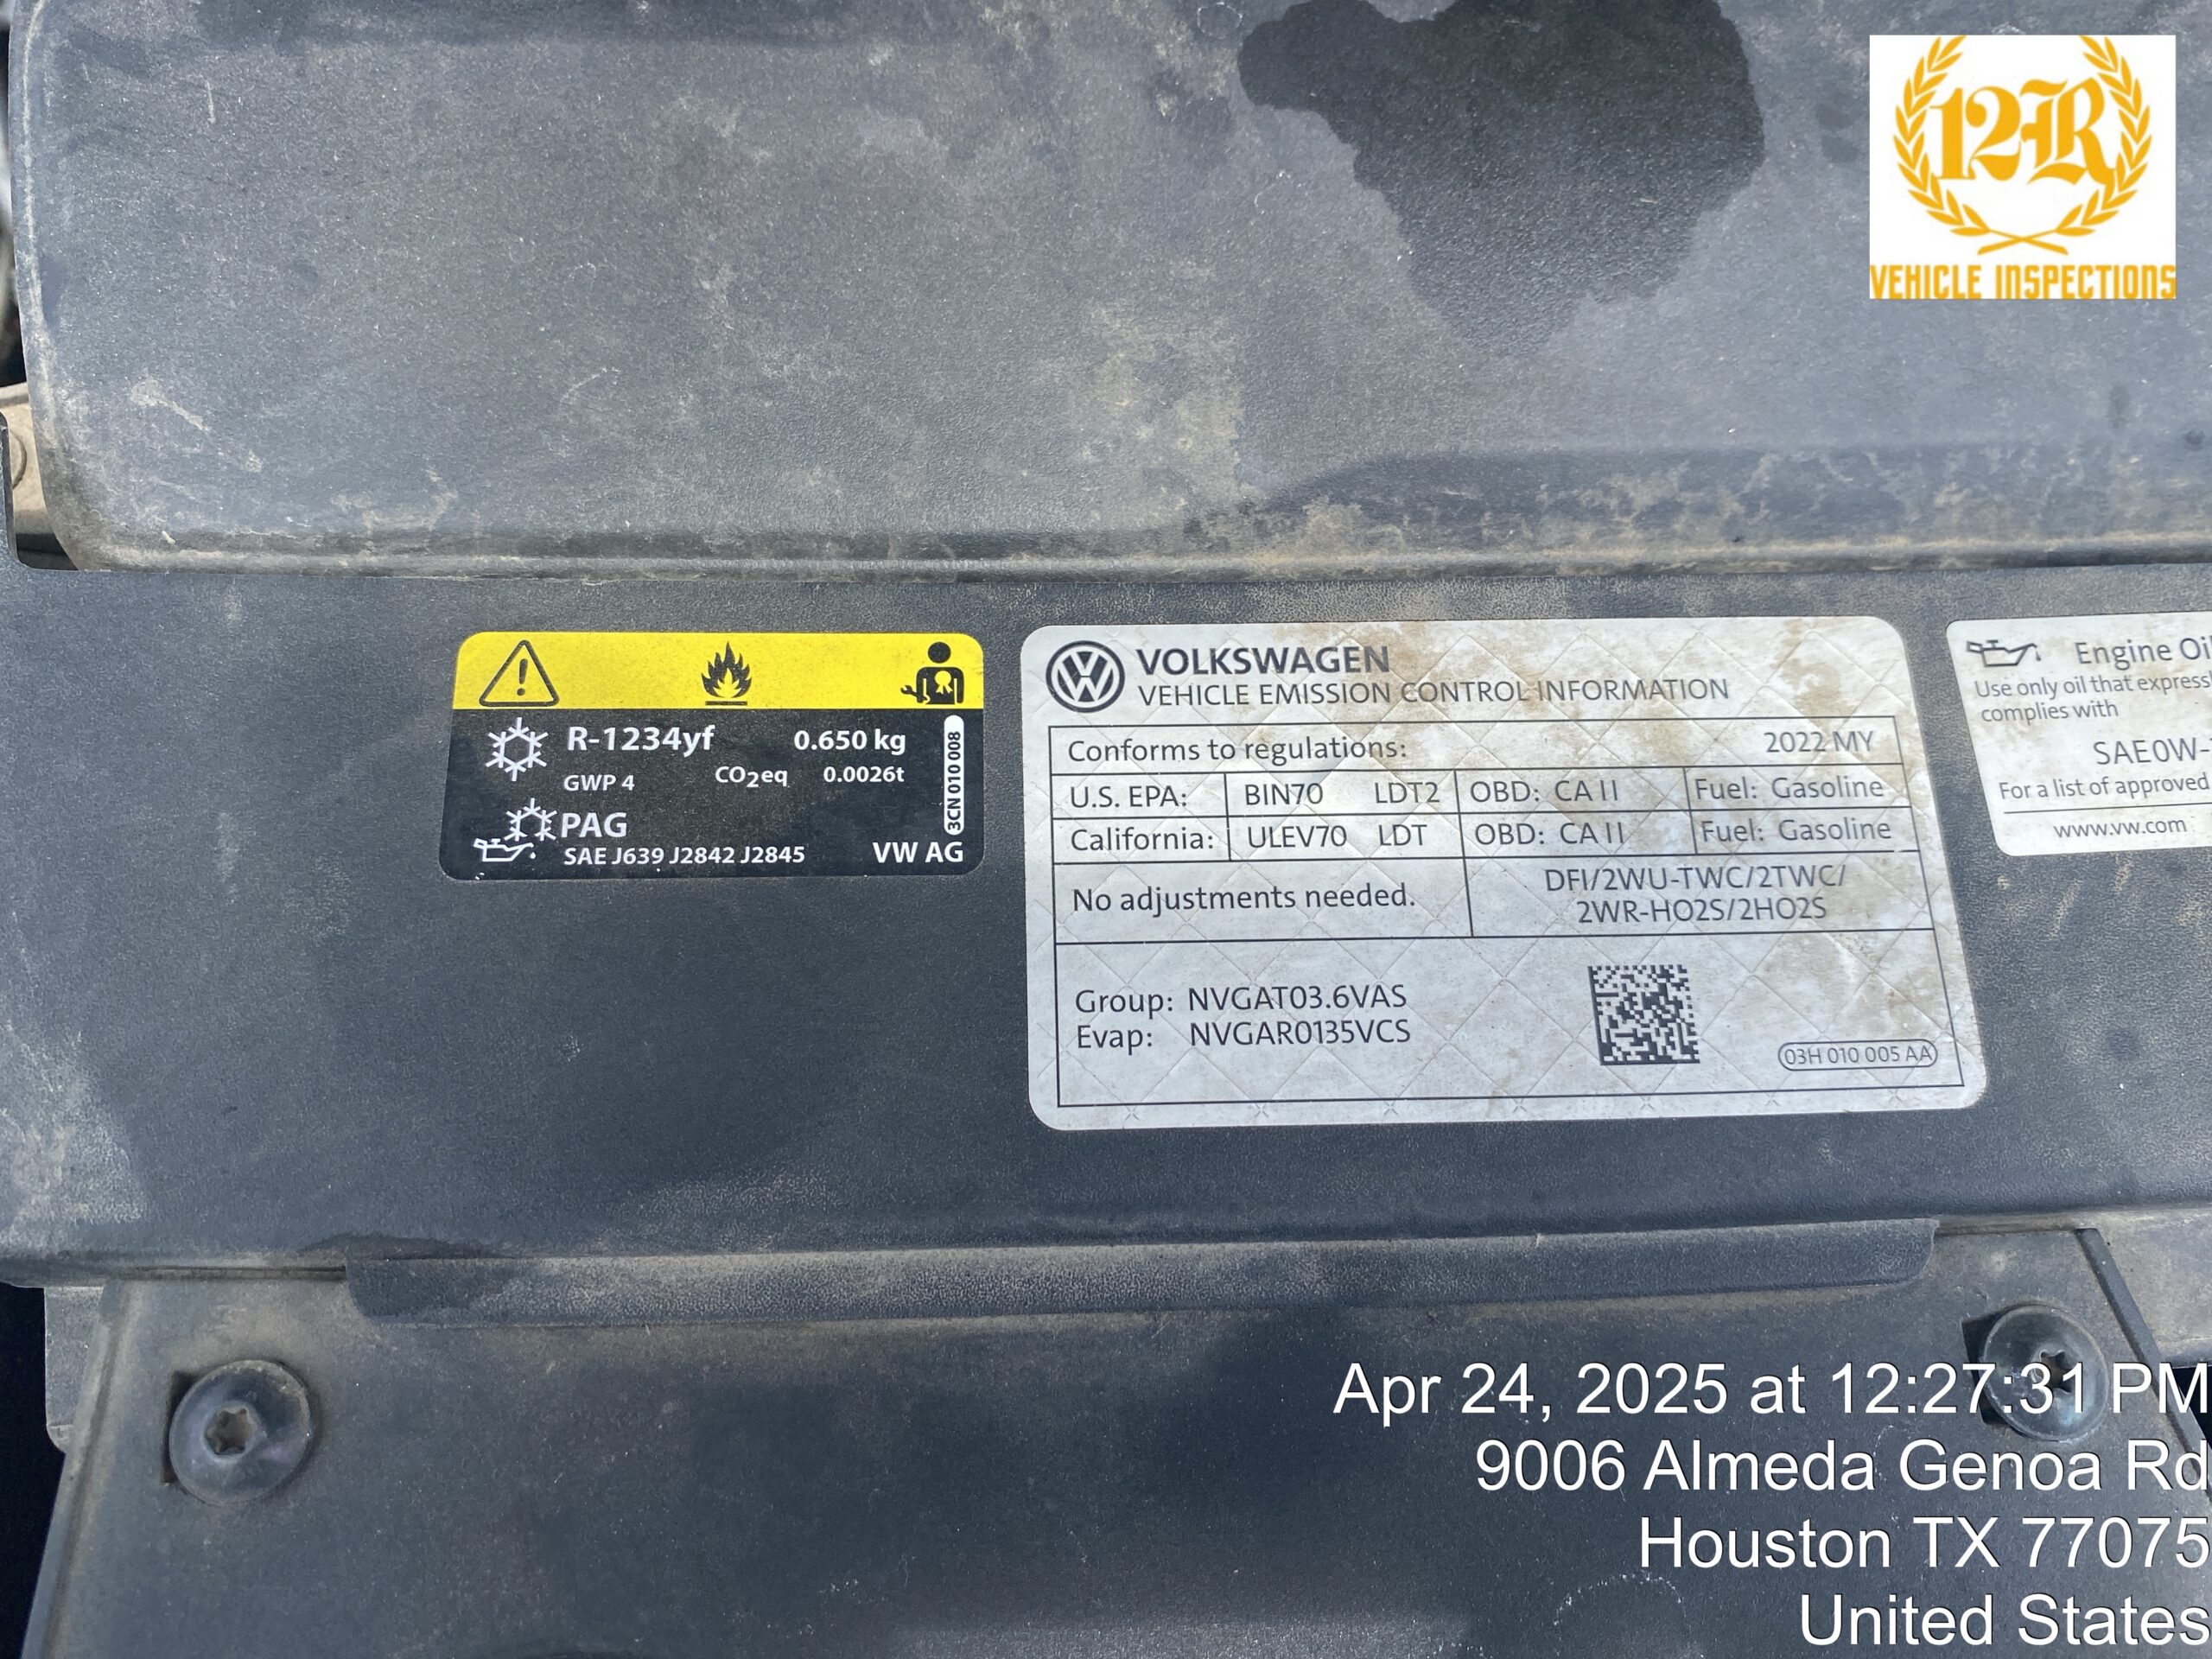 12R
VEHICLE INSPECTIONS
R-1234yf 0.650 kg
GWP 4 CO2eq 0.0026t
PAG
SAE J639 J2842 J2845 VW AG
3CN 010 008
VOLKSWAGEN
VEHICLE EMISSION CONTROL INFORMATION
Conforms to regulations: 2022 MY
U.S. EPA: BIN70 LDT2 OBD: CA II Fuel: Gasoline
California: ULEV70 LDT OBD: CA II Fuel: Gasoline
No adjustments needed. DFI/2WU-TWC/2TWC/
2WR-HO2S/2HO2S
Group: NVGAT03.6VAS
Evap: NVGAR0135VCS
03H 010 005 AA
Engine Oil
Use only oil that
complies with
SAE0W-
For a list of approved
www.vw.com
Apr 24, 2025 at 12:27:31 PM
9006 Almeda Genoa Rd
Houston TX 77075
United States